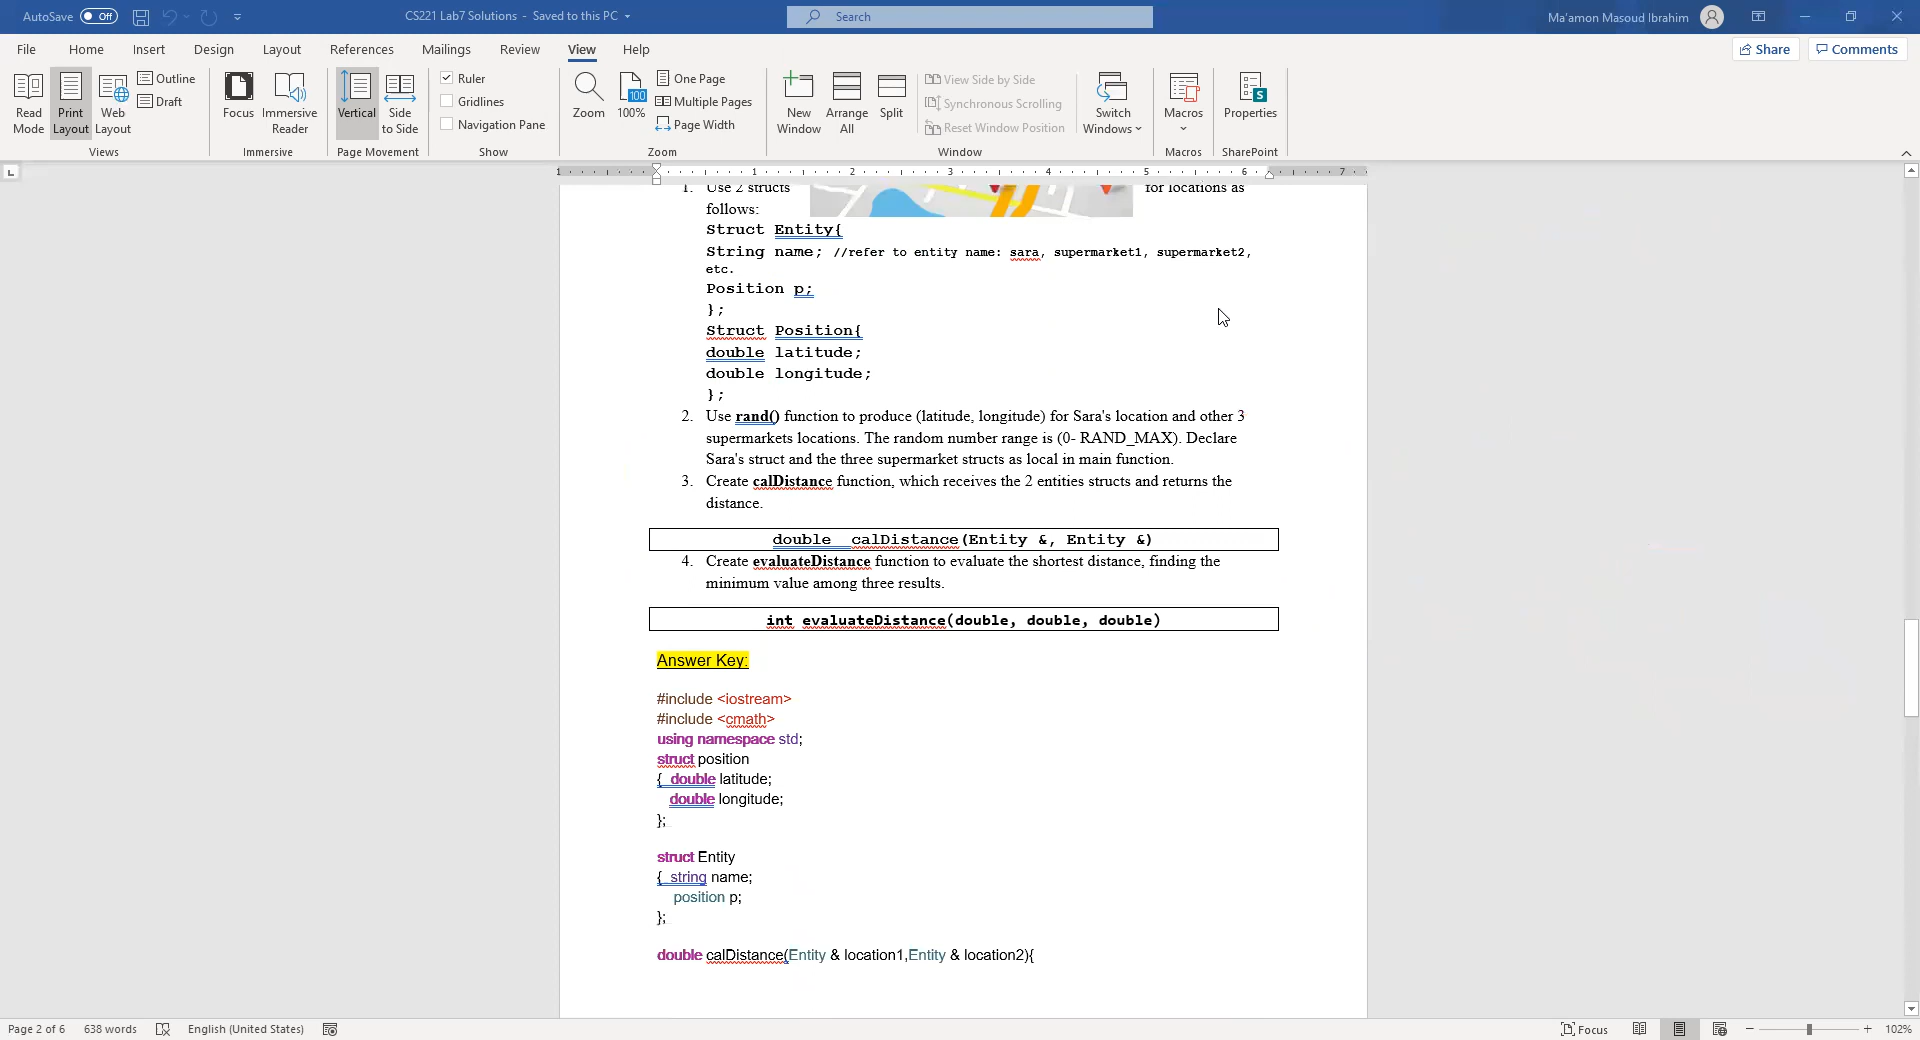 AutoSave Off
CS221 Lab7 Solutions - Saved to this PC
Search
Ma'amon Masoud Ibrahim
File Home Insert Design Layout References Mailings Review View Help
Share Comments
Read Mode
Print Layout
Web Layout
Outline
Draft
Views
Focus
Immersive Reader
Immersive
Vertical
Side to Side
Page Movement
Ruler
Gridlines
Navigation Pane
Show
Zoom
100
100%
One Page
Multiple Pages
Page Width
Zoom
New Window
Arrange All
Split
View Side by Side
Synchronous Scrolling
Reset Window Position
Window
Switch Windows
Macros
Macros
S
Properties
SharePoint
1 1 2 3 4 5 6 7
1. Use 2 structs for locations as
follows:
Struct Entity{
String name; //refer to entity name: sara, supermarket1, supermarket2,
etc.
Position p;
};
Struct Position{
double latitude;
double longitude;
};
2. Use rand() function to produce (latitude, longitude) for Sara's location and other 3
supermarkets locations. The random number range is (0- RAND_MAX). Declare
Sara's struct and the three supermarket structs as local in main function.
3. Create calDistance function, which receives the 2 entities structs and returns the
distance.
double calDistance(Entity &, Entity &)
4. Create evaluateDistance function to evaluate the shortest distance, finding the
minimum value among three results.
int evaluateDistance(double, double, double)
Answer Key:
#include <iostream>
#include <cmath>
using namespace std;
struct position
{ double latitude;
double longitude;
};
struct Entity
{ string name;
position p;
};
double calDistance(Entity & location1,Entity & location2){
Page 2 of 6 638 words English (United States) Focus 102%